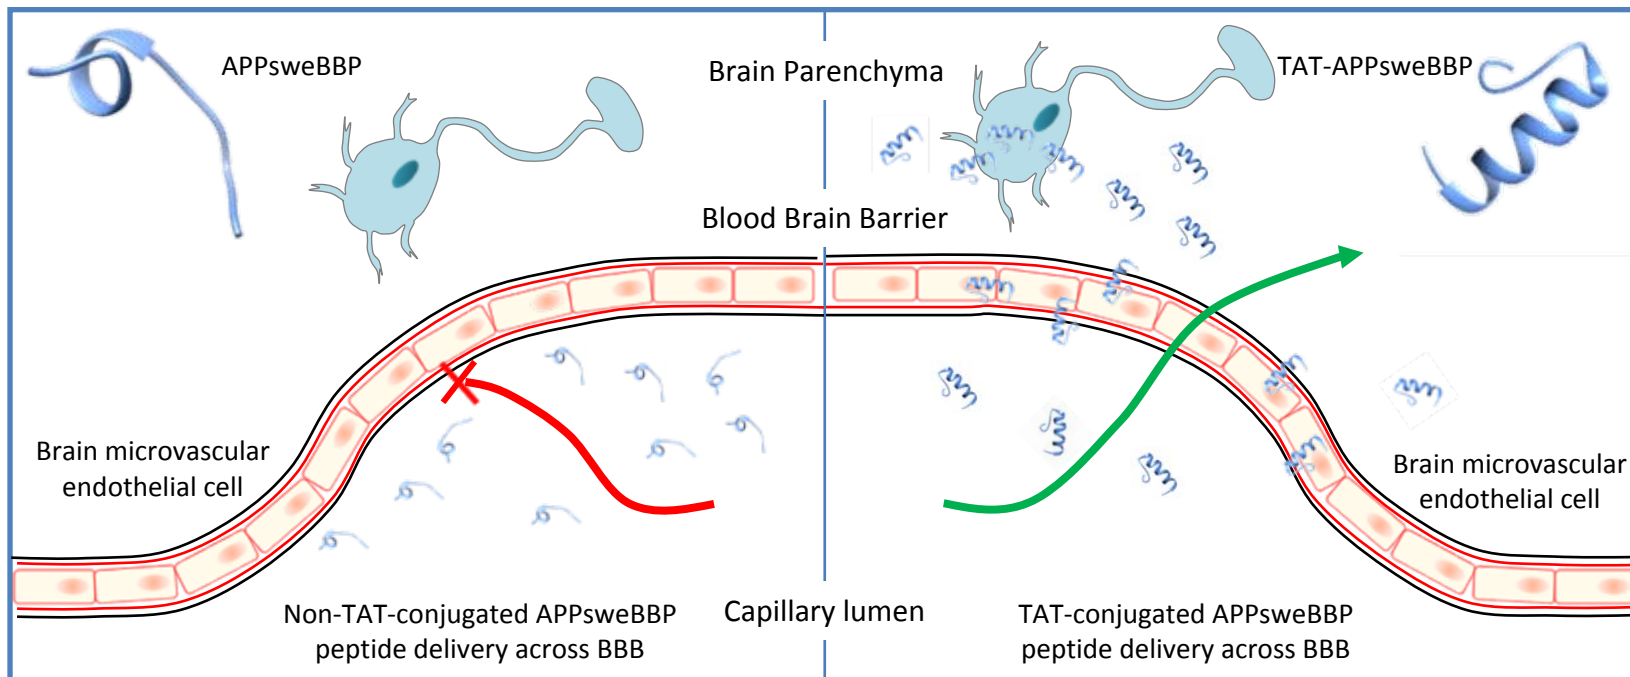 APPsweBBP
Brain Parenchyma
TAT-APPsweBBP
Blood Brain Barrier
Brain microvascular
endothelial cell
Brain microvascular
endothelial cell
Non-TAT-conjugated APPsweBBP
peptide delivery across BBB
Capillary lumen
TAT-conjugated APPsweBBP
peptide delivery across BBB